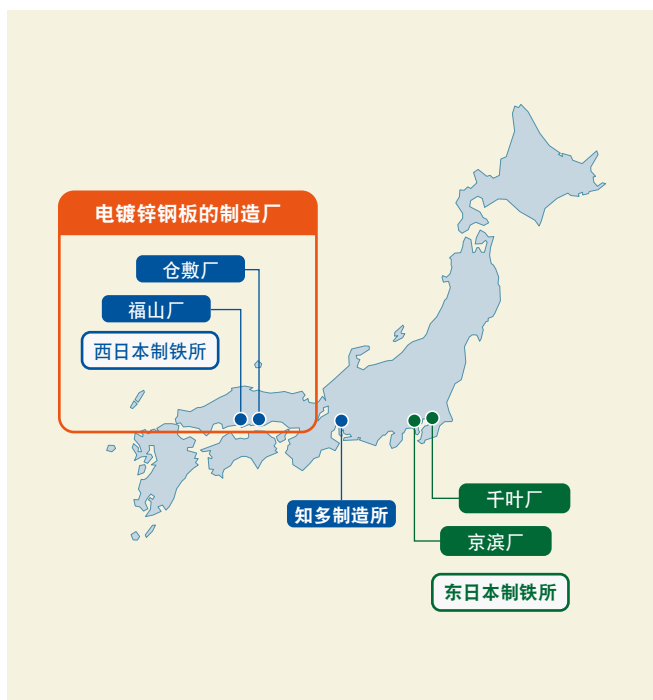 电镀锌钢板的制造厂
仓敷厂
福山厂
西日本制铁所
知多制造所
千叶厂
京滨厂
东日本制铁所